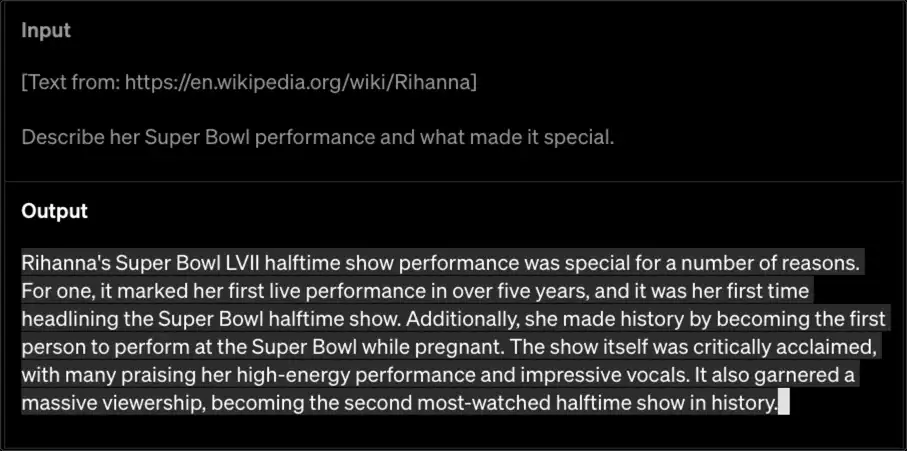 Input
[Text from: https://en.wikipedia.org/wiki/Rihanna]
Describe her Super Bowl performance and what made it special.
Output
Rihanna's Super Bowl LVII halftime show performance was special for a number of reasons.
For one, it marked her first live performance in over five years, and it was her first time
headlining the Super Bowl halftime show. Additionally, she made history by becoming the first
person to perform at the Super Bowl while pregnant. The show itself was critically acclaimed,
with many praising her high-energy performance and impressive vocals. It also garnered a
massive viewership, becoming the second most-watched halftime show in history.